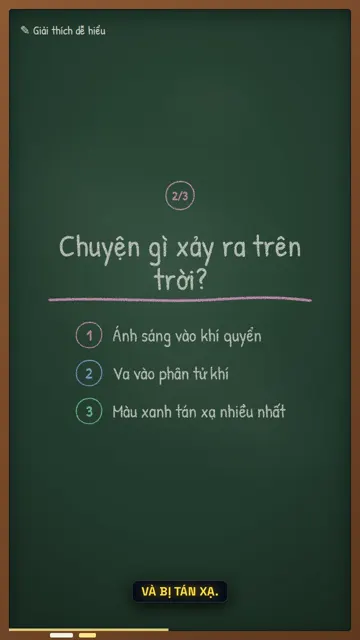 ✎ Giải thích dễ hiểu
2/3
Chuyện gì xảy ra trên
trời?
1 Ánh sáng vào khí quyển
2 Va vào phân tử khí
3 Màu xanh tán xạ nhiều nhất
VÀ BỊ TÁN XẠ.